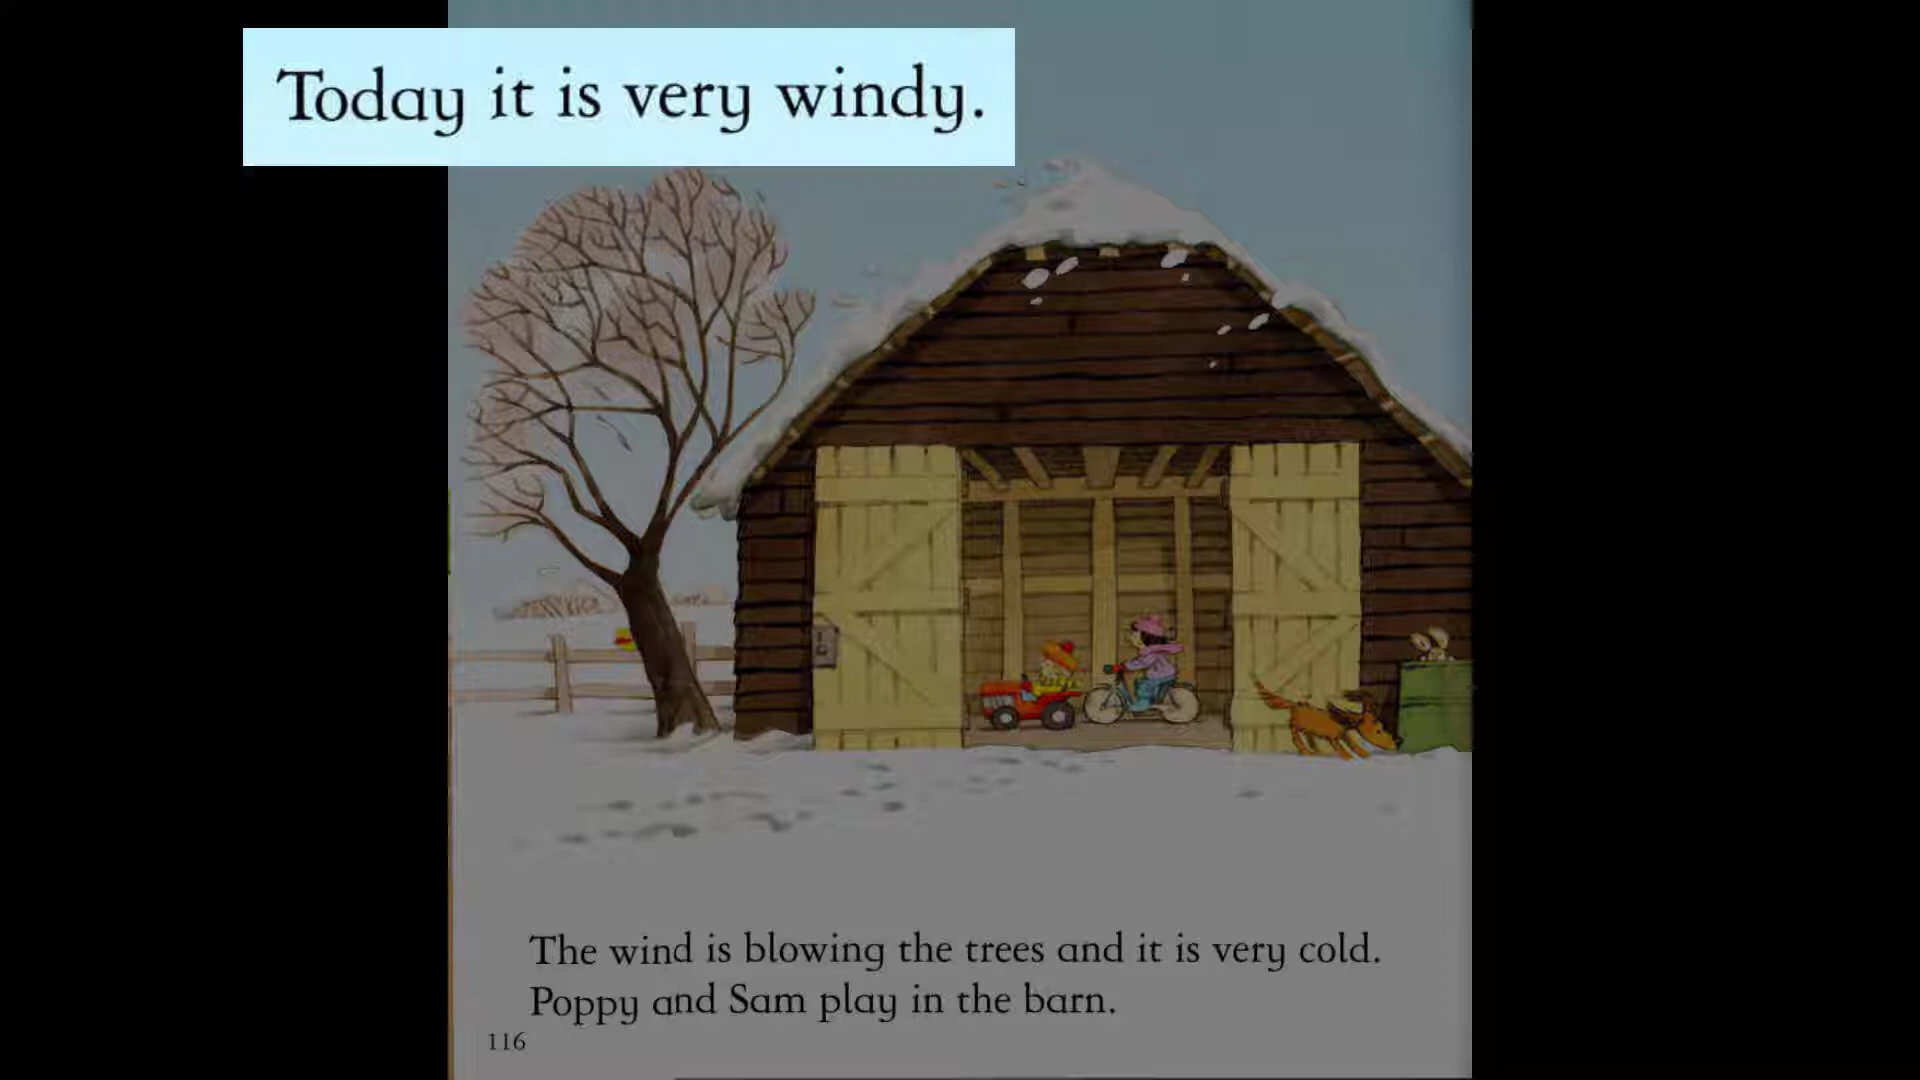 Today it is very windy.
The wind is blowing the trees and it is very cold.
Poppy and Sam play in the barn.
116